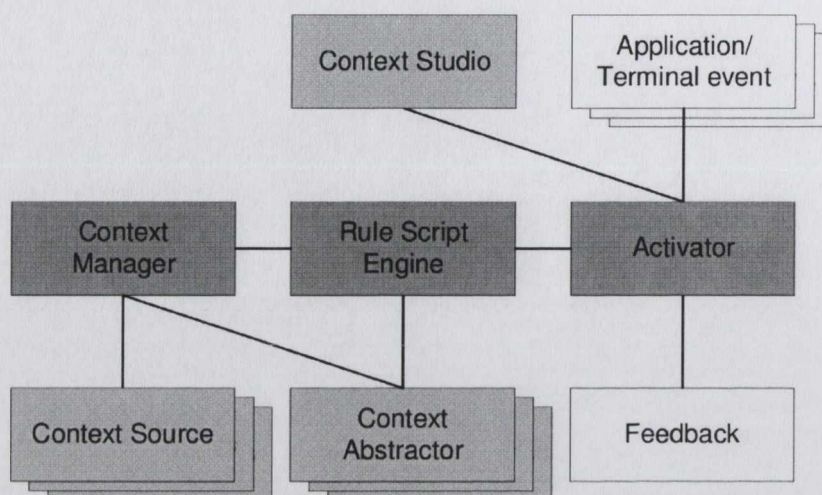 Context Studio
Application/
Terminal event
Context
Manager
Rule Script
Engine
Activator
Context Source
Context
Abstractor
Feedback